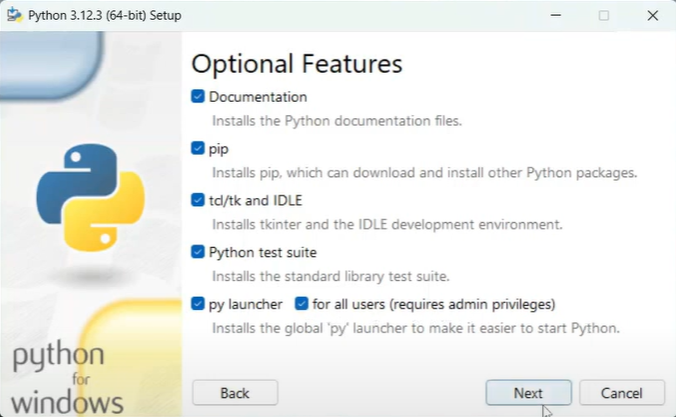 Python 3.12.3 (64-bit) Setup
Optional Features
Documentation
Installs the Python documentation files.
pip
Installs pip, which can download and install other Python packages.
tcl/tk and IDLE
Installs tkinter and the IDLE development environment.
Python test suite
Installs the standard library test suite.
py launcher for all users (requires admin privileges)
Installs the global 'py' launcher to make it easier to start Python.
python
for
windows
Back Next Cancel